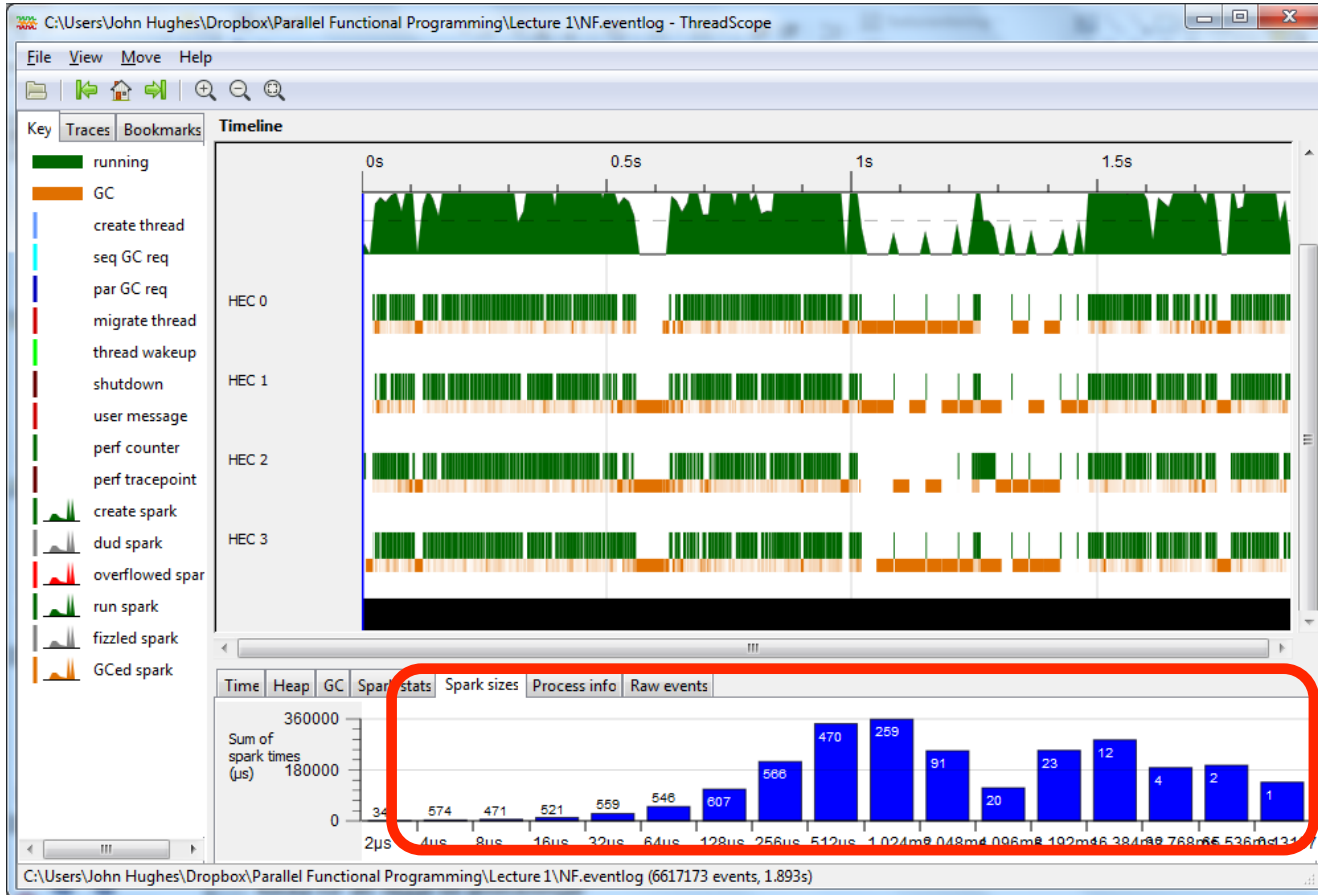 C:\Users\John Hughes\Dropbox\Parallel Functional Programming\Lecture 1\NF.eventlog - ThreadScope
File View Move Help
Key Traces Bookmarks
running
GC
create thread
seq GC req
par GC req
migrate thread
thread wakeup
shutdown
user message
perf counter
perf tracepoint
create spark
dud spark
overflowed spar
run spark
fizzled spark
GCed spark
Timeline
0s 0.5s 1s 1.5s
HEC 0
HEC 1
HEC 2
HEC 3
Time Heap GC Spark stats Spark sizes Process info Raw events
Sum of
spark times
(µs)
360000
180000
0
34 574 471 521 559 546 607 566 470 259 91 20 23 12 4 2 1
2µs 4µs 8µs 16µs 32µs 64µs 128µs 256µs 512µs 1.024ms
C:\Users\John Hughes\Dropbox\Parallel Functional Programming\Lecture 1\NF.eventlog (6617173 events, 1.893s)